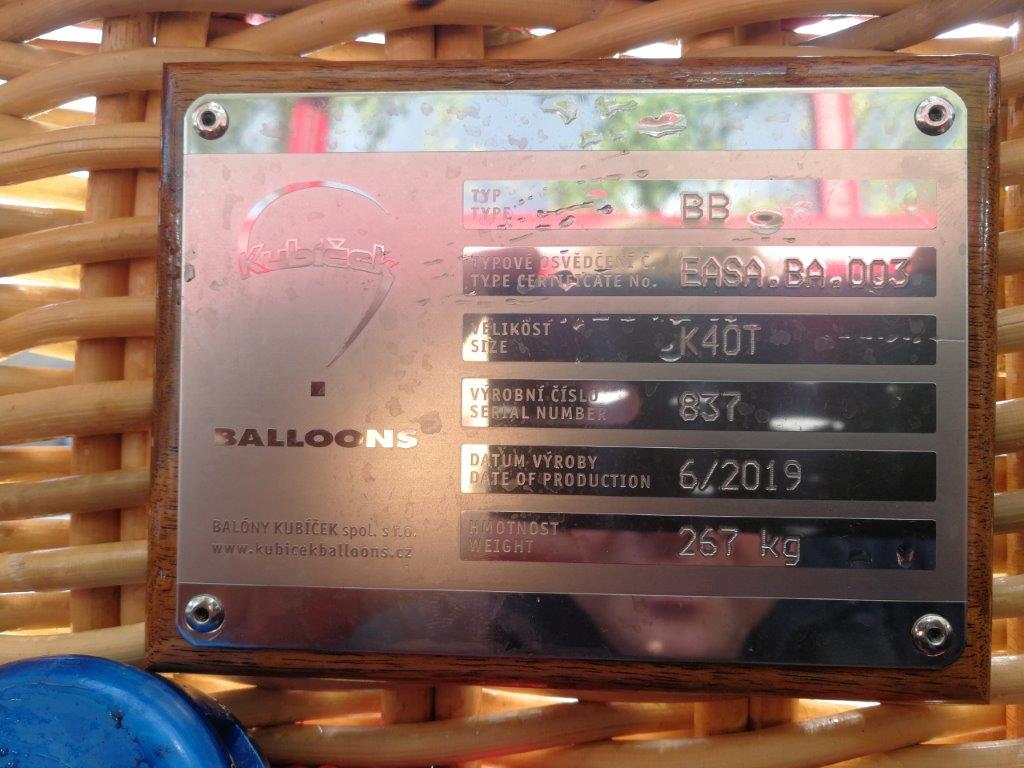 Kubíček
BALLOONS
BALÓNY KUBÍČEK spol. s r.o.
www.kubicekballoons.cz
TYP
TYPE
BB
TYPOVÉ OSVĚDČENÍ Č.
TYPE CERTIFICATE No.
EASA.BA.003
VELIKOST
SIZE
K40T
VÝROBNÍ ČÍSLO
SERIAL NUMBER
837
DATUM VÝROBY
DATE OF PRODUCTION
6/2019
HMOTNOST
WEIGHT
267 kg